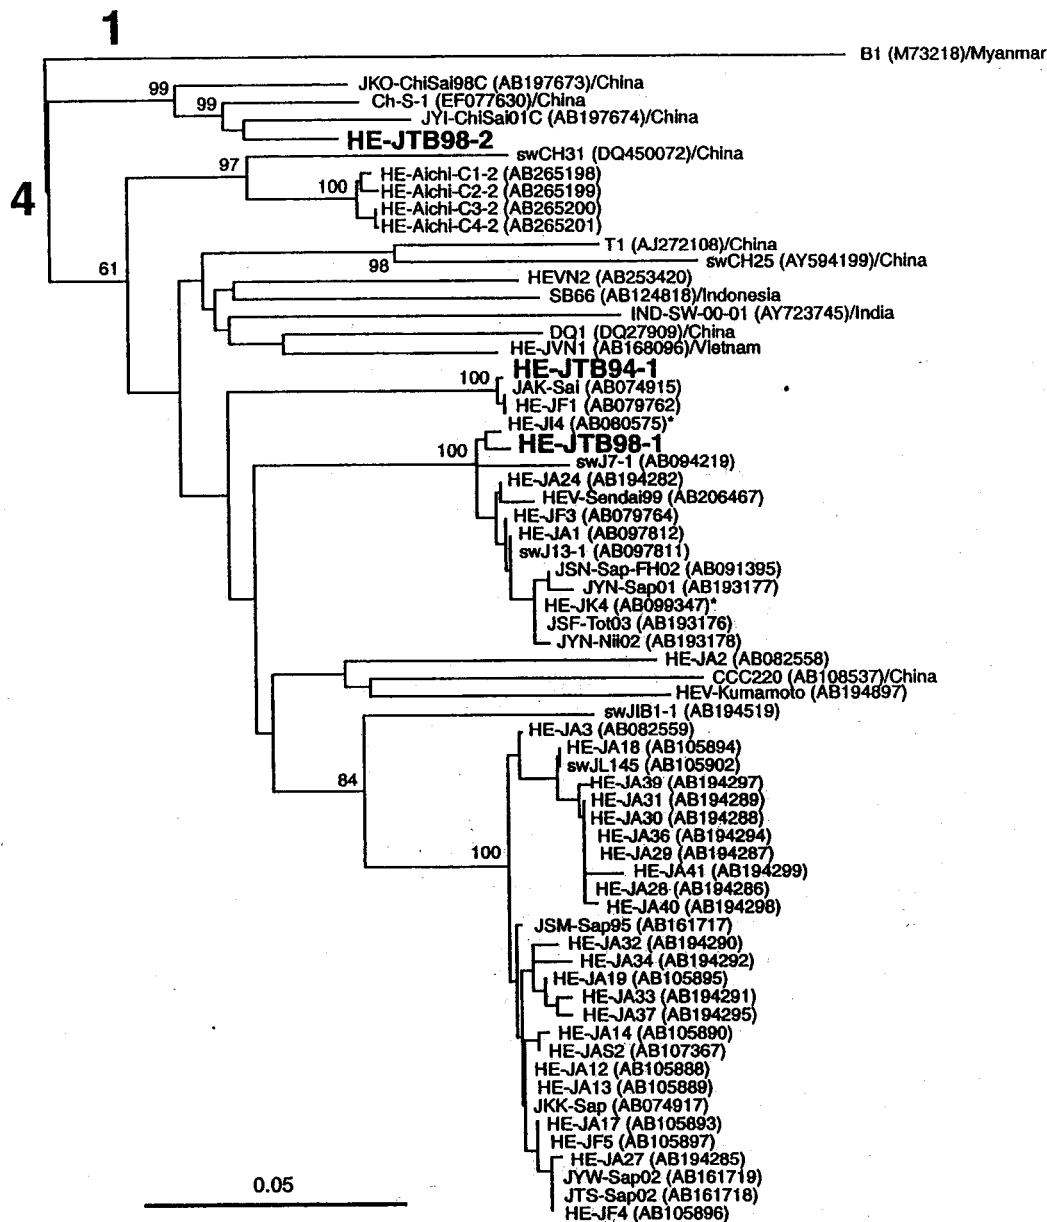 1
B1 (M73218)/Myanmar
99
JKO-ChiSai98C (AB197673)/China
99
Ch-S-1 (EF077630)/China
JYI-ChiSai01C (AB197674)/China
HE-JTB98-2
97
swCH31 (DQ450072)/China
4
100
HE-Aichi-C1-2 (AB265198)
HE-Aichi-C2-2 (AB265199)
HE-Aichi-C3-2 (AB265200)
HE-Aichi-C4-2 (AB265201)
61
T1 (AJ272108)/China
98
swCH25 (AY594199)/China
HEVN2 (AB253420)
SB66 (AB124818)/Indonesia
IND-SW-00-01 (AY723745)/India
DQ1 (DQ27909)/China
HE-JVN1 (AB168096)/Vietnam
HE-JTB94-1
100
JAK-Sai (AB074915)
HE-JF1 (AB079762)
HE-JI4 (AB080575)*
HE-JTB98-1
100
swJ7-1 (AB094219)
HE-JA24 (AB194282)
HEV-Sendai99 (AB206467)
HE-JF3 (AB079764)
HE-JA1 (AB097812)
swJ13-1 (AB097811)
JSN-Sap-FH02 (AB091395)
JYN-Sap01 (AB193177)
HE-JK4 (AB099347)*
JSF-Tot03 (AB193176)
JYN-Nii02 (AB193178)
HE-JA2 (AB082558)
CCC220 (AB108537)/China
HEV-Kumamoto (AB194897)
swJIB1-1 (AB194519)
HE-JA3 (AB082559)
HE-JA18 (AB105894)
swJL145 (AB105902)
84
HE-JA39 (AB194297)
HE-JA31 (AB194289)
HE-JA30 (AB194288)
HE-JA36 (AB194294)
100
HE-JA29 (AB194287)
HE-JA41 (AB194299)
HE-JA28 (AB194286)
HE-JA40 (AB194298)
JSM-Sap95 (AB161717)
HE-JA32 (AB194290)
HE-JA34 (AB194292)
HE-JA19 (AB105895)
HE-JA33 (AB194291)
HE-JA37 (AB194295)
HE-JA14 (AB105890)
HE-JAS2 (AB107367)
HE-JA12 (AB105888)
HE-JA13 (AB105889)
JKK-Sap (AB074917)
HE-JA17 (AB105893)
HE-JF5 (AB105897)
HE-JA27 (AB194285)
JYW-Sap02 (AB161719)
0.05
JTS-Sap02 (AB161718)
HE-JF4 (AB105896)